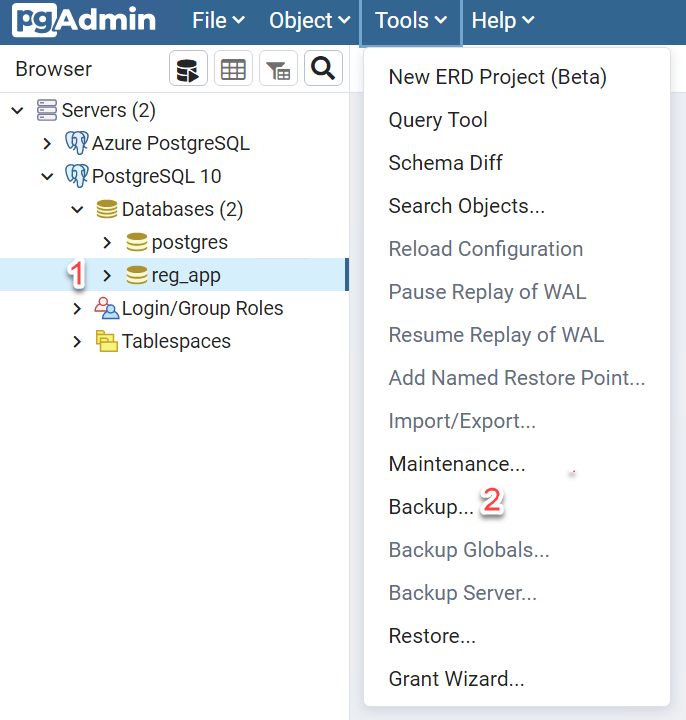 pgAdmin File Object Tools Help
Browser
Servers (2)
Azure PostgreSQL
PostgreSQL 10
Databases (2)
postgres
1 reg_app
Login/Group Roles
Tablespaces
New ERD Project (Beta)
Query Tool
Schema Diff
Search Objects...
Reload Configuration
Pause Replay of WAL
Resume Replay of WAL
Add Named Restore Point...
Import/Export...
Maintenance...
Backup... 2
Backup Globals...
Backup Server...
Restore...
Grant Wizard...